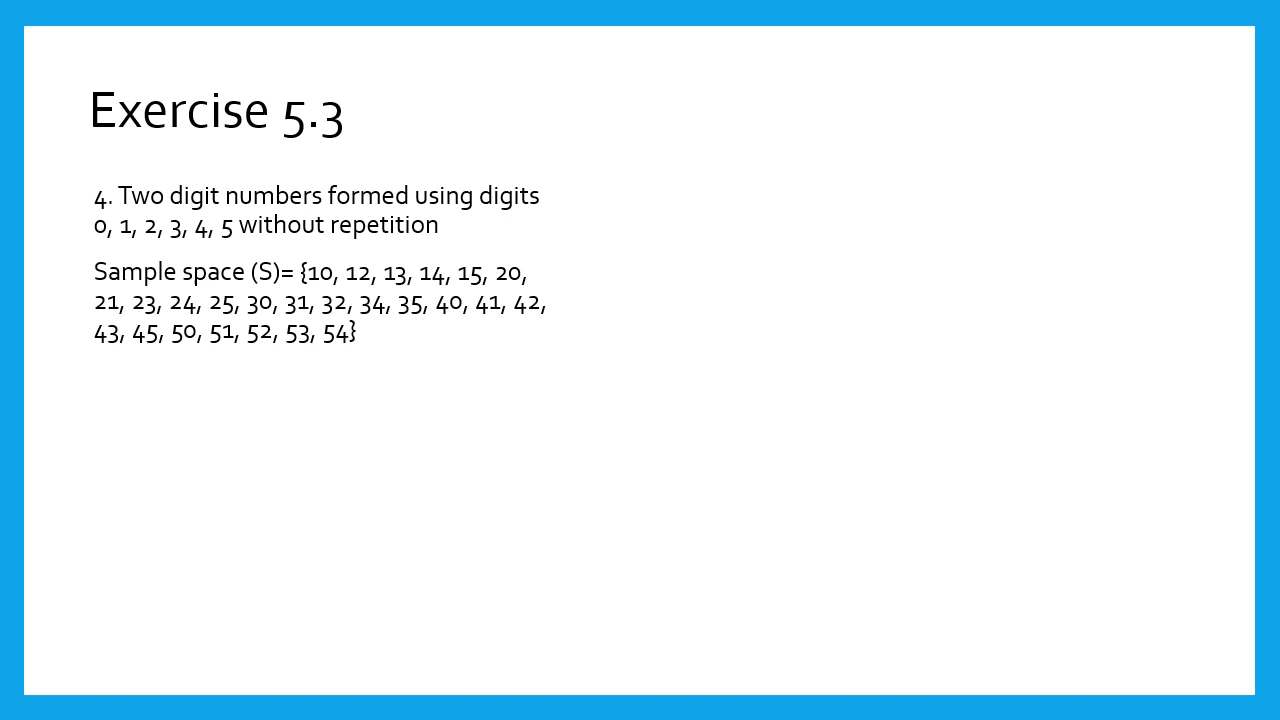 Exercise 5.3
4. Two digit numbers formed using digits
0, 1, 2, 3, 4, 5 without repetition
Sample space (S)= {10, 12, 13, 14, 15, 20,
21, 23, 24, 25, 30, 31, 32, 34, 35, 40, 41, 42,
43, 45, 50, 51, 52, 53, 54}